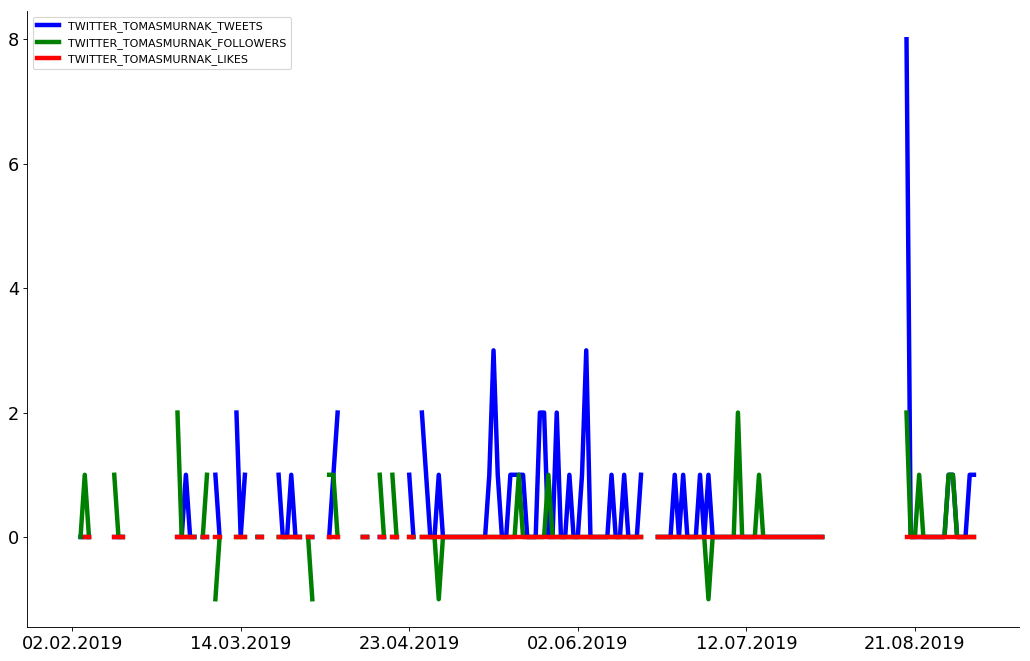 TWITTER_TOMASMURNAK_TWEETS
TWITTER_TOMASMURNAK_FOLLOWERS
TWITTER_TOMASMURNAK_LIKES
8
6
4
2
0
02.02.2019 14.03.2019 23.04.2019 02.06.2019 12.07.2019 21.08.2019